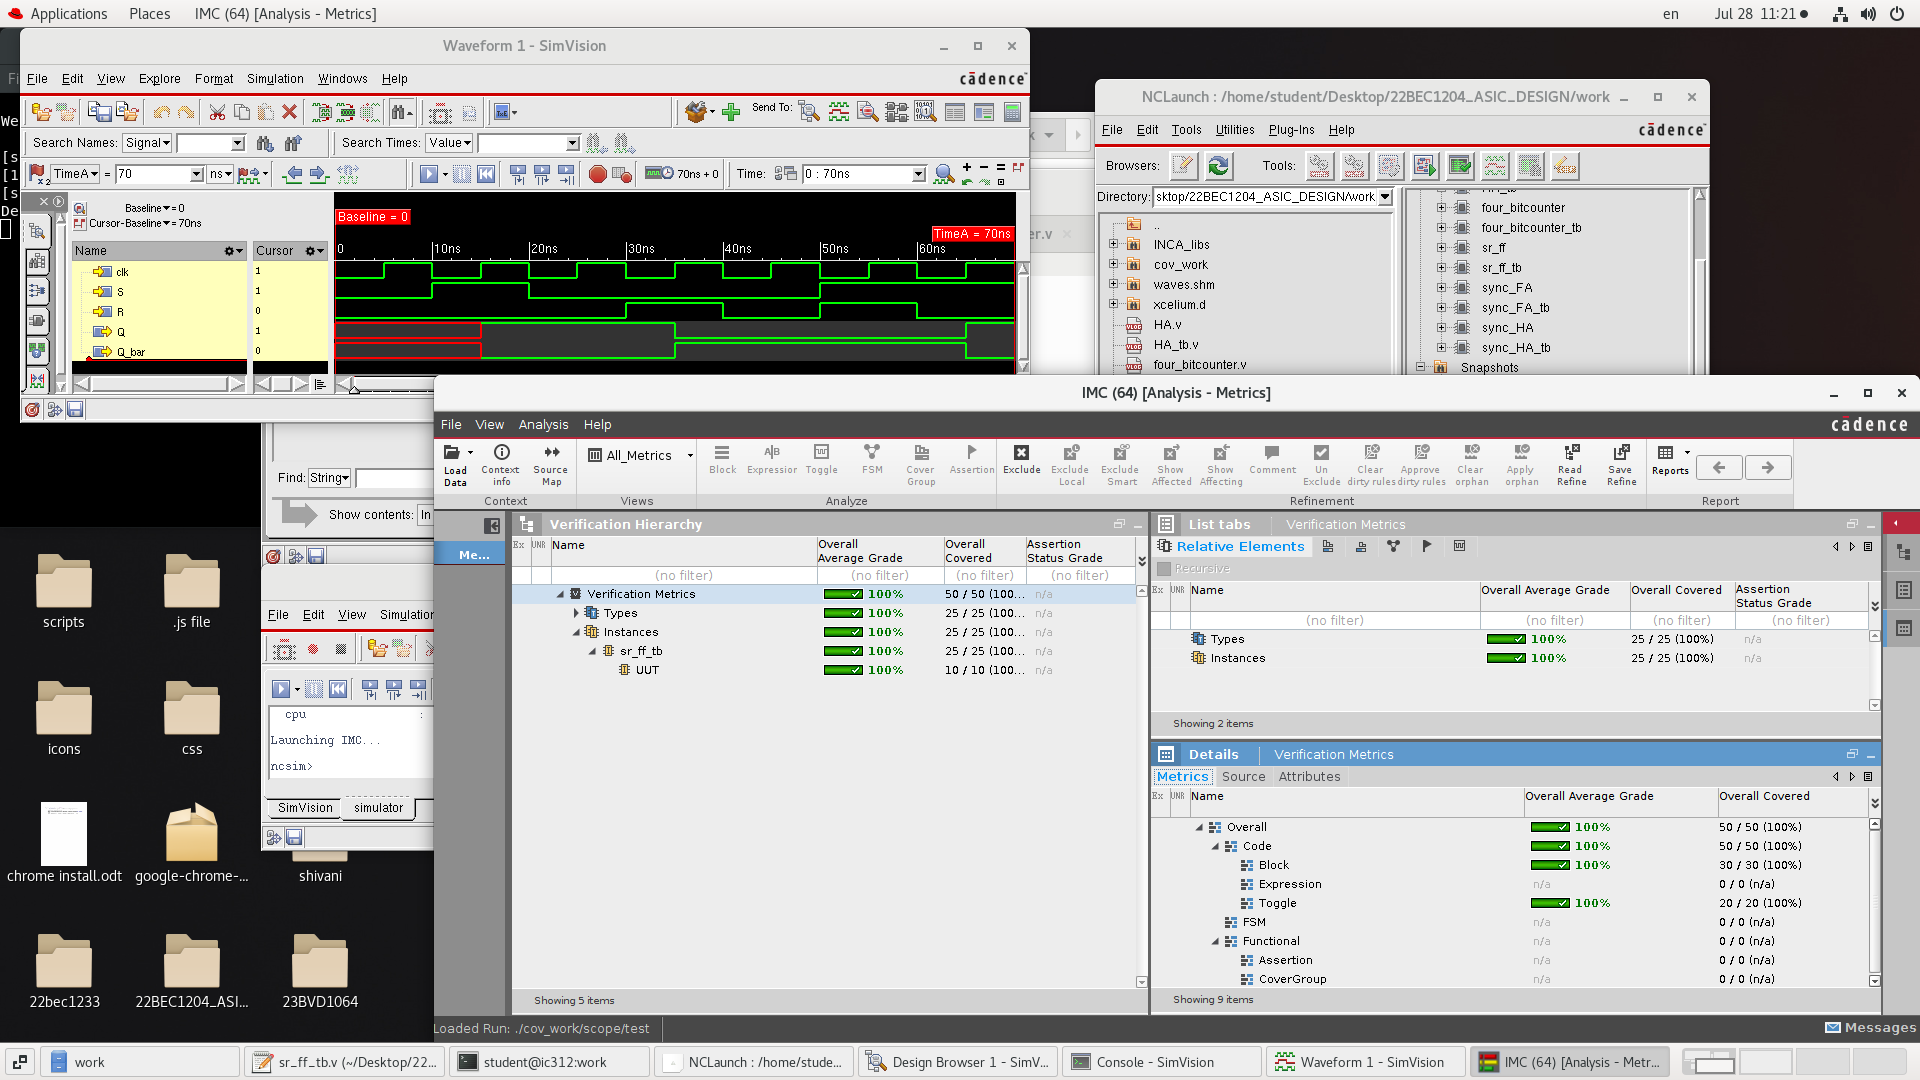 Applications Places IMC (64) [Analysis - Metrics] en Jul 28 11:21
Waveform 1 - SimVision
File Edit View Explore Format Simulation Windows Help cādence
Send To:
Search Names: Signal Search Times: Value
TimeA = 70 ns 70ns + 0 Time: 0 : 70ns
Baseline = 0
Cursor-Baseline = 70ns
Name Cursor
Baseline = 0
TimeA = 70ns
0 10ns 20ns 30ns 40ns 50ns 60ns
clk 1
S 1
R 0
Q 1
Q_bar 0
We
[s
[1
[s
De
er.v
NCLaunch : /home/student/Desktop/22BEC1204_ASIC_DESIGN/work
File Edit Tools Utilities Plug-Ins Help cādence
Browsers: Tools:
Directory: sktop/22BEC1204_ASIC_DESIGN/work
..
INCA_libs
cov_work
waves.shm
xcelium.d
HA.v
HA_tb.v
four_bitcounter.v
four_bitcounter
four_bitcounter_tb
sr_ff
sr_ff_tb
sync_FA
sync_FA_tb
sync_HA
sync_HA_tb
Snapshots
Find: String
Show contents: In
File Edit View Simulation
cpu :
Launching IMC...
ncsim>
SimVision simulator
IMC (64) [Analysis - Metrics]
File View Analysis Help cādence
Load Data
Context info
Source Map
Context
All_Metrics
Views
Block Expression Toggle FSM Cover Group Assertion
Analyze
Exclude
Exclude Local
Exclude Smart
Show Affected
Show Affecting
Comment
Un Exclude
Clear dirty rules
Approve dirty rules
Clear orphan
Apply orphan
Read Refine
Save Refine
Refinement
Reports
Report
Me...
Verification Hierarchy
Ex UNR Name Overall Average Grade Overall Covered Assertion Status Grade
(no filter) (no filter) (no filter) (no filter)
Verification Metrics 100% 50 / 50 (100... n/a
Types 100% 25 / 25 (100... n/a
Instances 100% 25 / 25 (100... n/a
sr_ff_tb 100% 25 / 25 (100... n/a
UUT 100% 10 / 10 (100... n/a
Showing 5 items
List tabs Verification Metrics
Relative Elements
Recursive
Ex UNR Name Overall Average Grade Overall Covered Assertion Status Grade
(no filter) (no filter) (no filter) (no filter)
Types 100% 25 / 25 (100%) n/a
Instances 100% 25 / 25 (100%) n/a
Showing 2 items
Details Verification Metrics
Metrics Source Attributes
Ex UNR Name Overall Average Grade Overall Covered
Overall 100% 50 / 50 (100%)
Code 100% 50 / 50 (100%)
Block 100% 30 / 30 (100%)
Expression n/a 0 / 0 (n/a)
Toggle 100% 20 / 20 (100%)
FSM n/a 0 / 0 (n/a)
Functional n/a 0 / 0 (n/a)
Assertion n/a 0 / 0 (n/a)
CoverGroup n/a 0 / 0 (n/a)
Showing 9 items
Loaded Run: ./cov_work/scope/test
Messages
scripts
.js file
icons
css
chrome install.odt
google-chrome-...
shivani
22bec1233
22BEC1204_ASI...
23BVD1064
work
sr_ff_tb.v (~/Desktop/22...
student@ic312:work
NCLaunch : /home/stude...
Design Browser 1 - SimV...
Console - SimVision
Waveform 1 - SimVision
IMC (64) [Analysis - Metr...